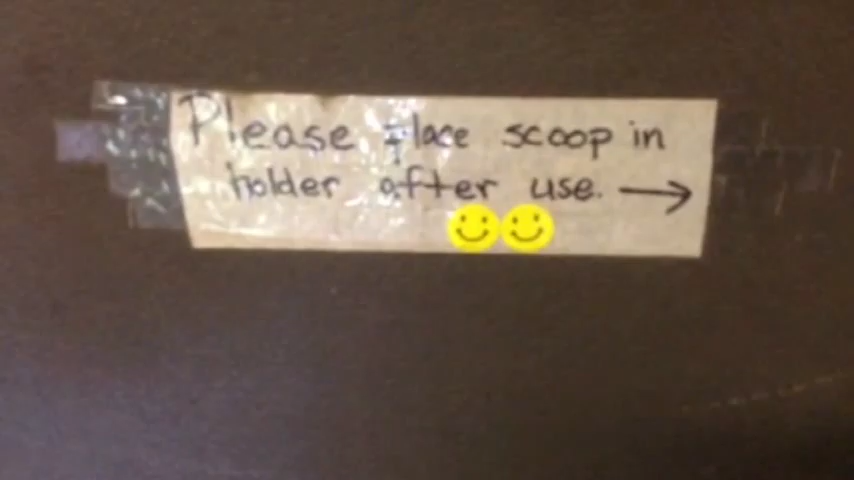 Please place scoop in
holder after use. →